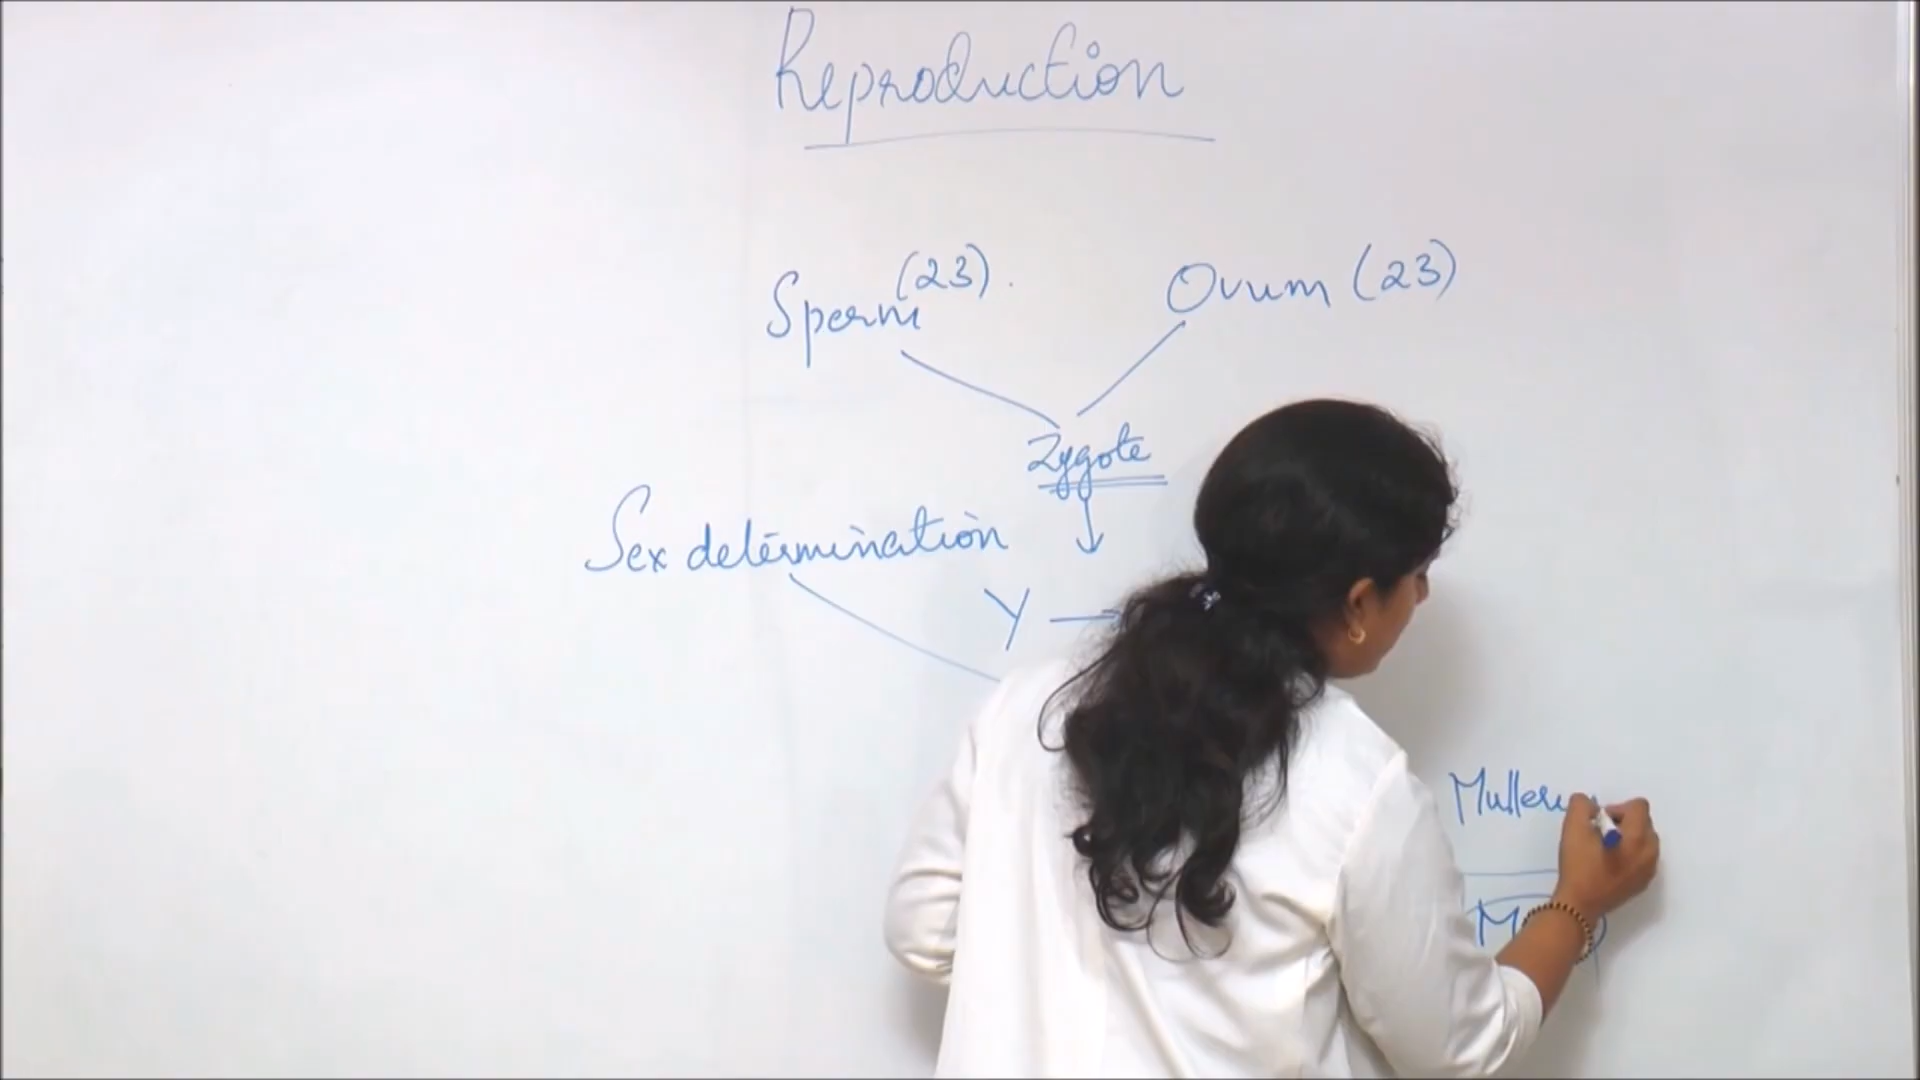 Reproduction
Sperm (23).
Ovum (23)
Zygote
Sex determination
Y